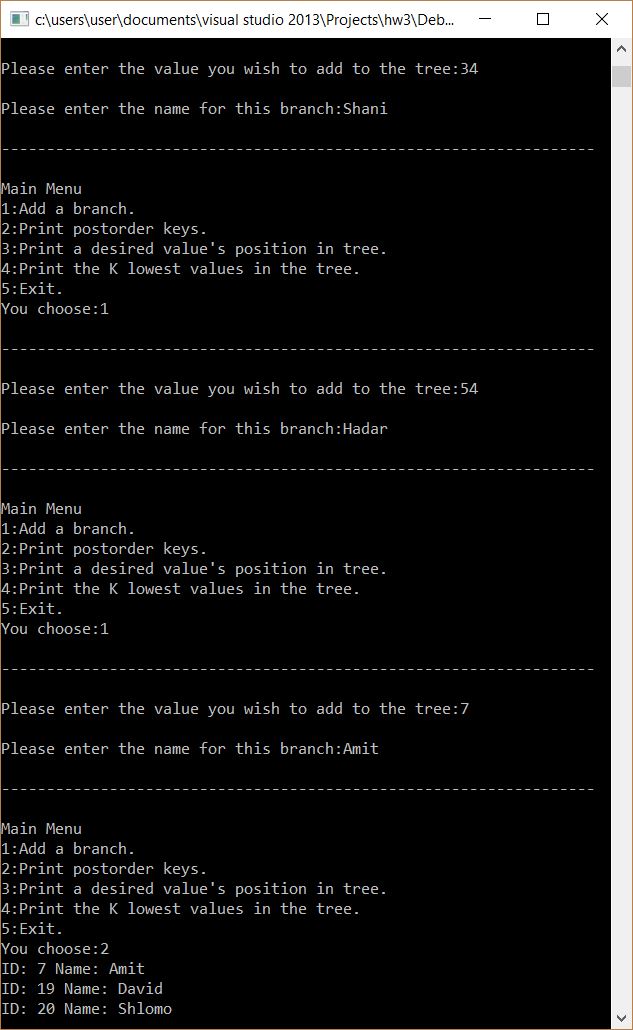 c:\users\user\documents\visual studio 2013\Projects\hw3\Deb...
Please enter the value you wish to add to the tree:34
Please enter the name for this branch:Shani
------------------------------------------------------------------
Main Menu
1:Add a branch.
2:Print postorder keys.
3:Print a desired value's position in tree.
4:Print the K lowest values in the tree.
5:Exit.
You choose:1
------------------------------------------------------------------
Please enter the value you wish to add to the tree:54
Please enter the name for this branch:Hadar
------------------------------------------------------------------
Main Menu
1:Add a branch.
2:Print postorder keys.
3:Print a desired value's position in tree.
4:Print the K lowest values in the tree.
5:Exit.
You choose:1
------------------------------------------------------------------
Please enter the value you wish to add to the tree:7
Please enter the name for this branch:Amit
------------------------------------------------------------------
Main Menu
1:Add a branch.
2:Print postorder keys.
3:Print a desired value's position in tree.
4:Print the K lowest values in the tree.
5:Exit.
You choose:2
ID: 7 Name: Amit
ID: 19 Name: David
ID: 20 Name: Shlomo